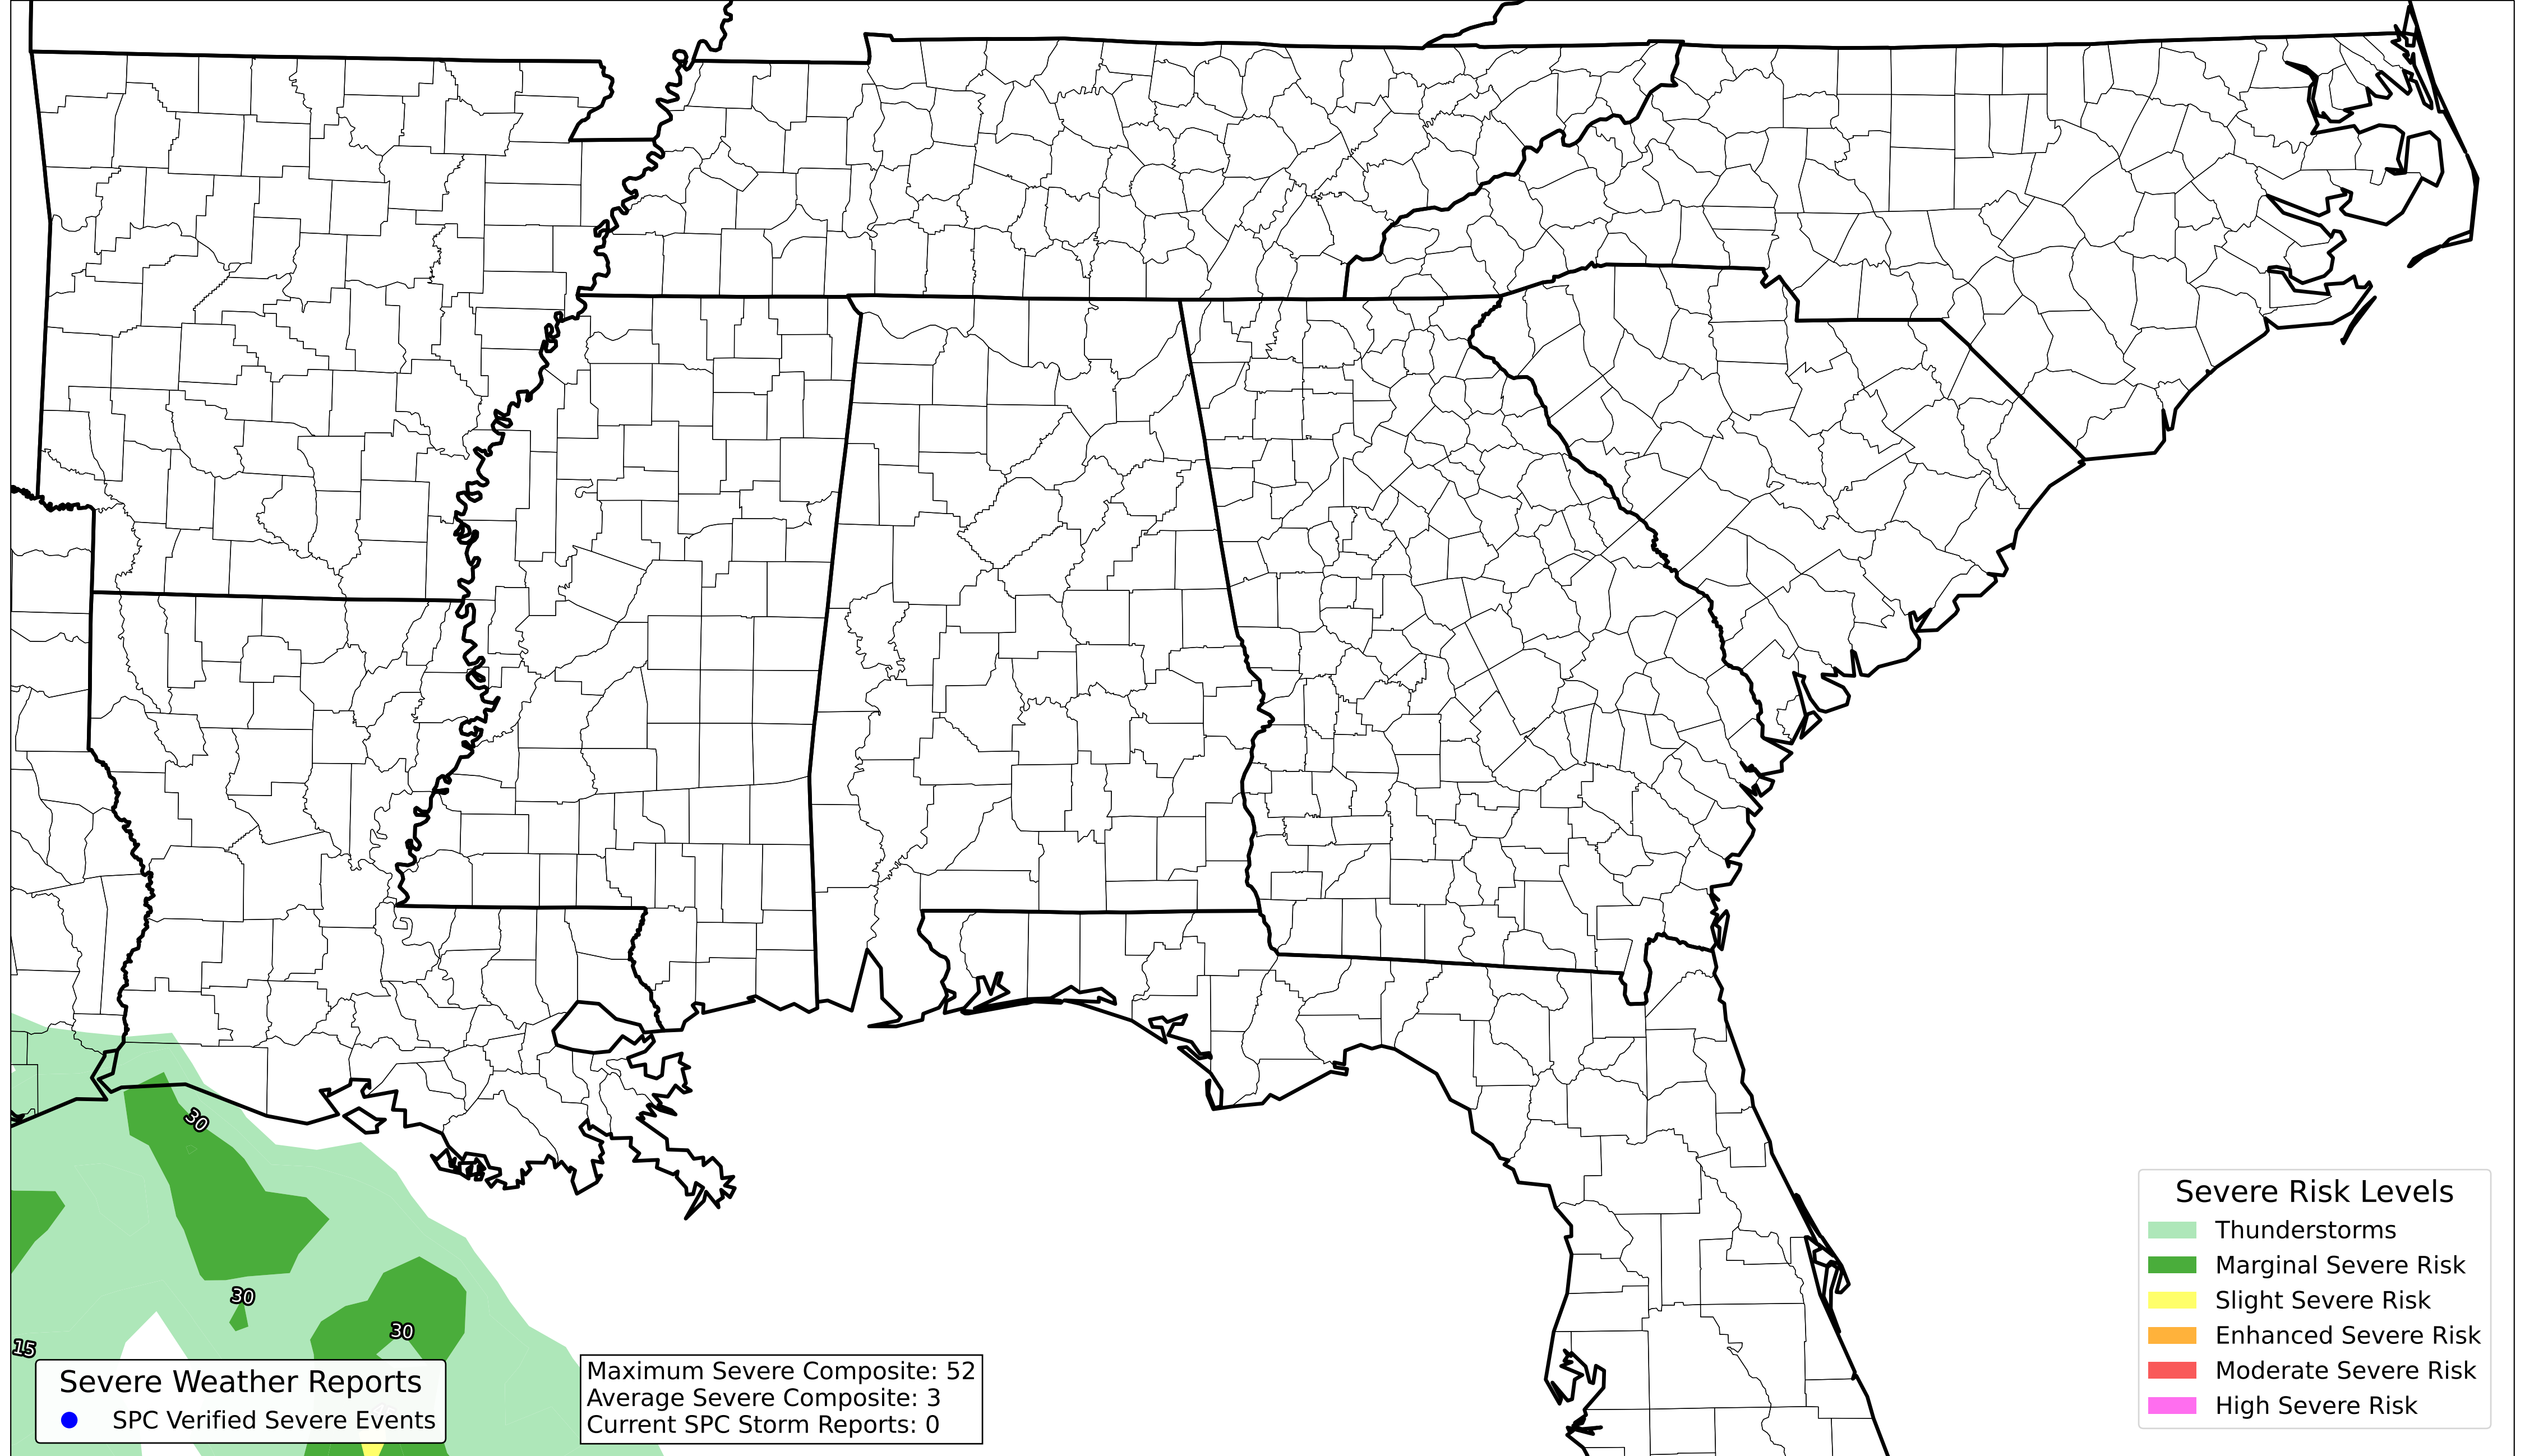 30
30
30
15
Severe Weather Reports
SPC Verified Severe Events
Maximum Severe Composite: 52
Average Severe Composite: 3
Current SPC Storm Reports: 0
Severe Risk Levels
Thunderstorms
Marginal Severe Risk
Slight Severe Risk
Enhanced Severe Risk
Moderate Severe Risk
High Severe Risk